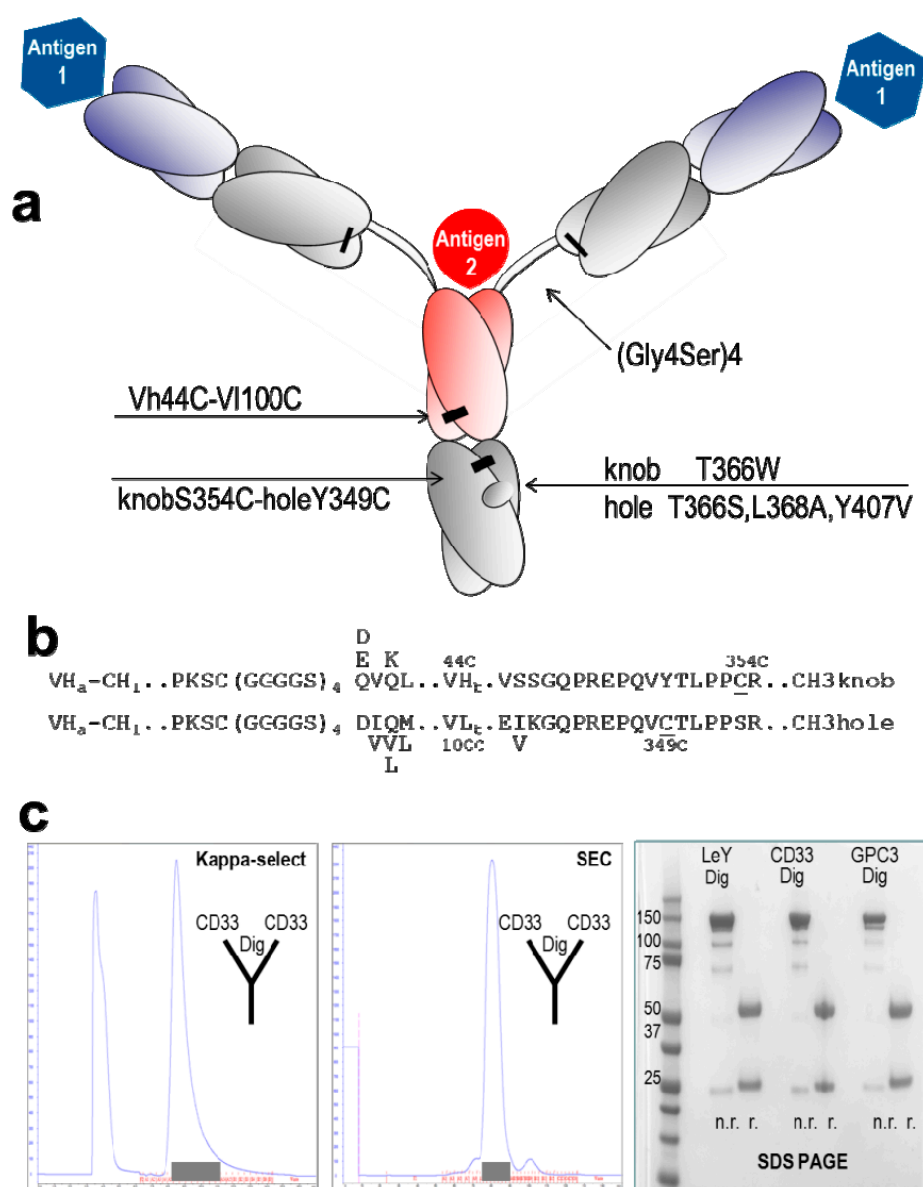 Antigen
1
Antigen
1
a
Antigen
2
(Gly4Ser)4
Vh44C-Vl100C
knob T366W
knobS354C-holeY349C
hole T366S,L368A,Y407V
b
D
E K 44C 354C
VHa-CH1..PKSC(GGGGS)4 QVQL..VHt.VSSGQPREPQVYTLPPCR..CH3knob
VHa-CH1..PKSC(GGGGS)4 DIQM..VLt.EIKGQPREPQVCTLPPSR..CH3hole
VVL 100C V 349C
L
c
Kappa-select
CD33 CD33
Dig
SEC
CD33 CD33
Dig
LeY CD33 GPC3
Dig Dig Dig
150
100
75
50
37
25
n.r. r. n.r. r. n.r. r.
SDS PAGE